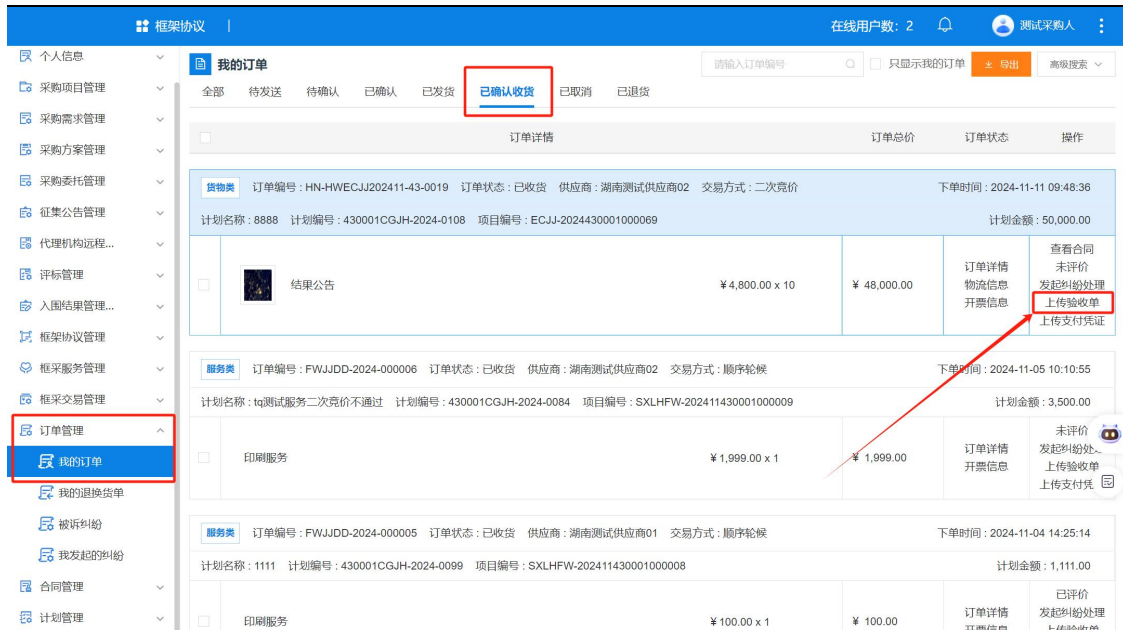 框架协议 |
在线用户数: 2
测试采购人
个人信息
采购项目管理
采购需求管理
采购方案管理
采购委托管理
征集公告管理
代理机构远程...
评标管理
入围结果管理...
框架协议管理
框采服务管理
框采交易管理
订单管理
我的订单
我的退换货单
被诉纠纷
我发起的纠纷
合同管理
计划管理
我的订单
请输入订单编号
只显示我的订单
导出
高级搜索
全部 待发送 待确认 已确认 已发货 已确认收货 已取消 已退货
订单详情 订单总价 订单状态 操作
货物类 订单编号 : HN-HWECJJ202411-43-0019 订单状态 : 已收货 供应商 : 湖南测试供应商02 交易方式 : 二次竞价 下单时间 : 2024-11-11 09:48:36
计划名称 : 8888 计划编号 : 430001CGJH-2024-0108 项目编号 : ECJJ-2024430001000069 计划金额 : 50,000.00
结果公告 ¥ 4,800.00 x 10 ¥ 48,000.00
订单详情
物流信息
开票信息
查看合同
未评价
发起纠纷处理
上传验收单
上传支付凭证
服务类 订单编号 : FWJJDD-2024-000006 订单状态 : 已收货 供应商 : 湖南测试供应商02 交易方式 : 顺序轮候 下单时间 : 2024-11-05 10:10:55
计划名称 : tq测试服务二次竞价不通过 计划编号 : 430001CGJH-2024-0084 项目编号 : SXLHFW-202411430001000009 计划金额 : 3,500.00
印刷服务 ¥ 1,999.00 x 1 ¥ 1,999.00
订单详情
开票信息
未评价
发起纠纷处
上传验收单
上传支付凭
服务类 订单编号 : FWJJDD-2024-000005 订单状态 : 已收货 供应商 : 湖南测试供应商01 交易方式 : 顺序轮候 下单时间 : 2024-11-04 14:25:14
计划名称 : 1111 计划编号 : 430001CGJH-2024-0099 项目编号 : SXLHFW-202411430001000008 计划金额 : 1,111.00
印刷服务 ¥ 100.00 x 1 ¥ 100.00
订单详情
开票信息
已评价
发起纠纷处理
上传验收单